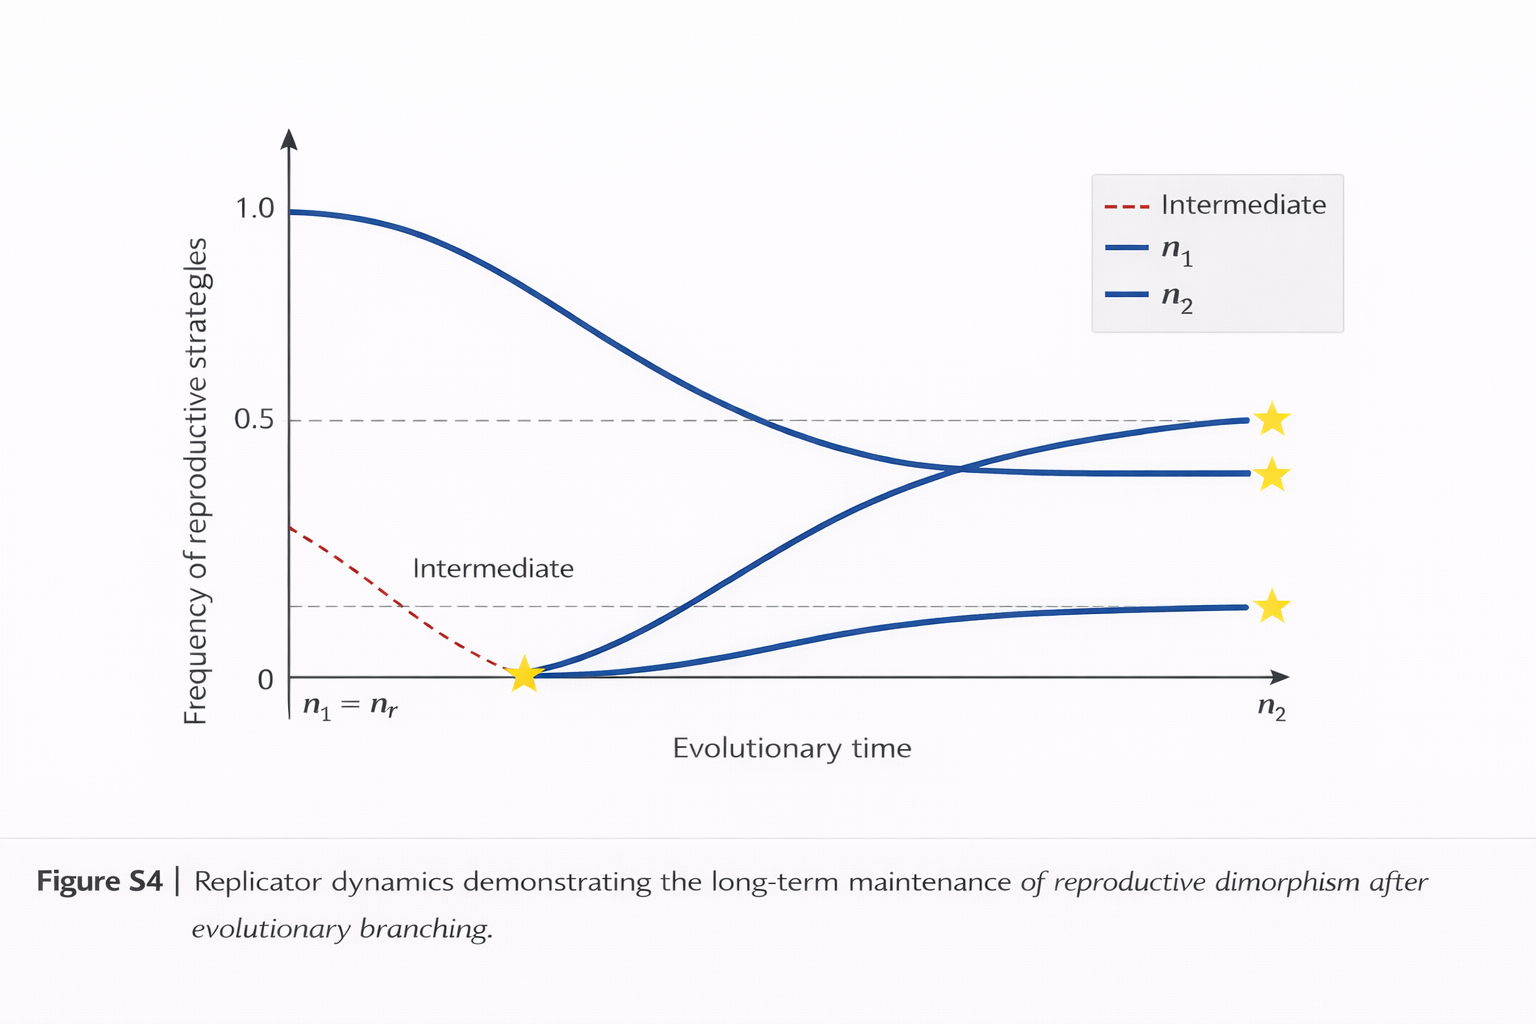 1.0
0.5
0
Frequency of reproductive strategles
Intermediate
n1
n2
Intermediate
n1 = nr
n2
Evolutionary time
Figure S4 | Replicator dynamics demonstrating the long-term maintenance of reproductive dimorphism after
evolutionary branching.